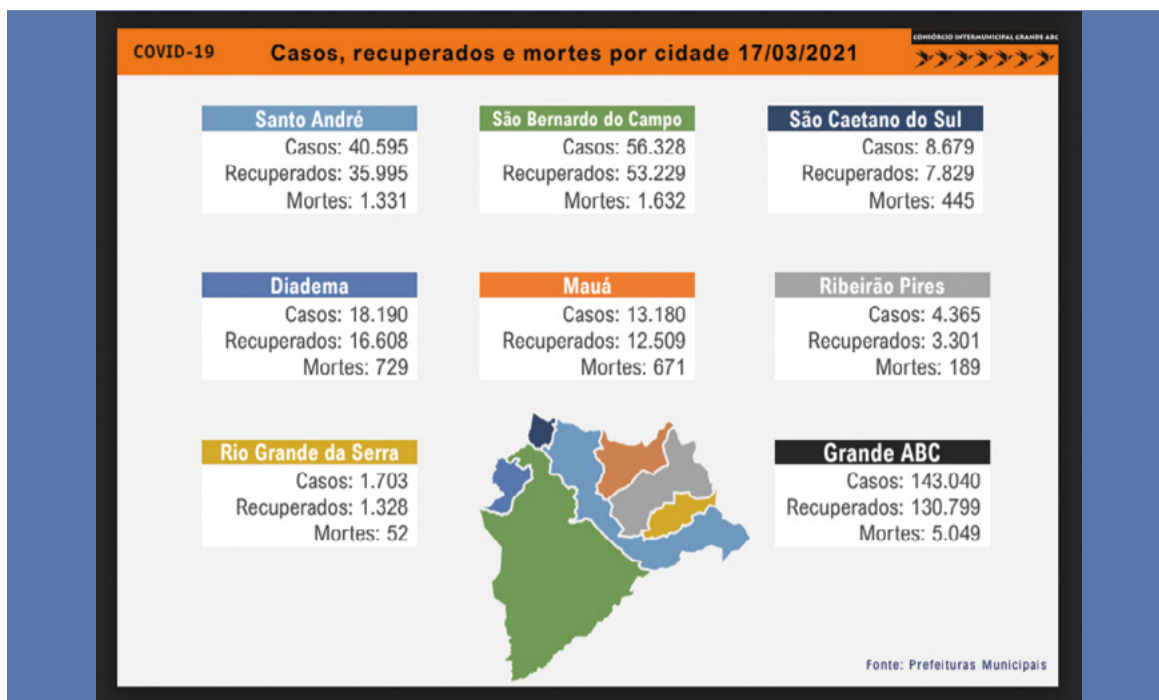 COVID-19
Casos, recuperados e mortes por cidade 17/03/2021
CONSÓRCIO INTERMUNICIPAL GRANDE ABC
Santo André
Casos: 40.595
Recuperados: 35.995
Mortes: 1.331
São Bernardo do Campo
Casos: 56.328
Recuperados: 53.229
Mortes: 1.632
São Caetano do Sul
Casos: 8.679
Recuperados: 7.829
Mortes: 445
Diadema
Casos: 18.190
Recuperados: 16.608
Mortes: 729
Mauá
Casos: 13.180
Recuperados: 12.509
Mortes: 671
Ribeirão Pires
Casos: 4.365
Recuperados: 3.301
Mortes: 189
Rio Grande da Serra
Casos: 1.703
Recuperados: 1.328
Mortes: 52
Grande ABC
Casos: 143.040
Recuperados: 130.799
Mortes: 5.049
Fonte: Prefeituras Municipais